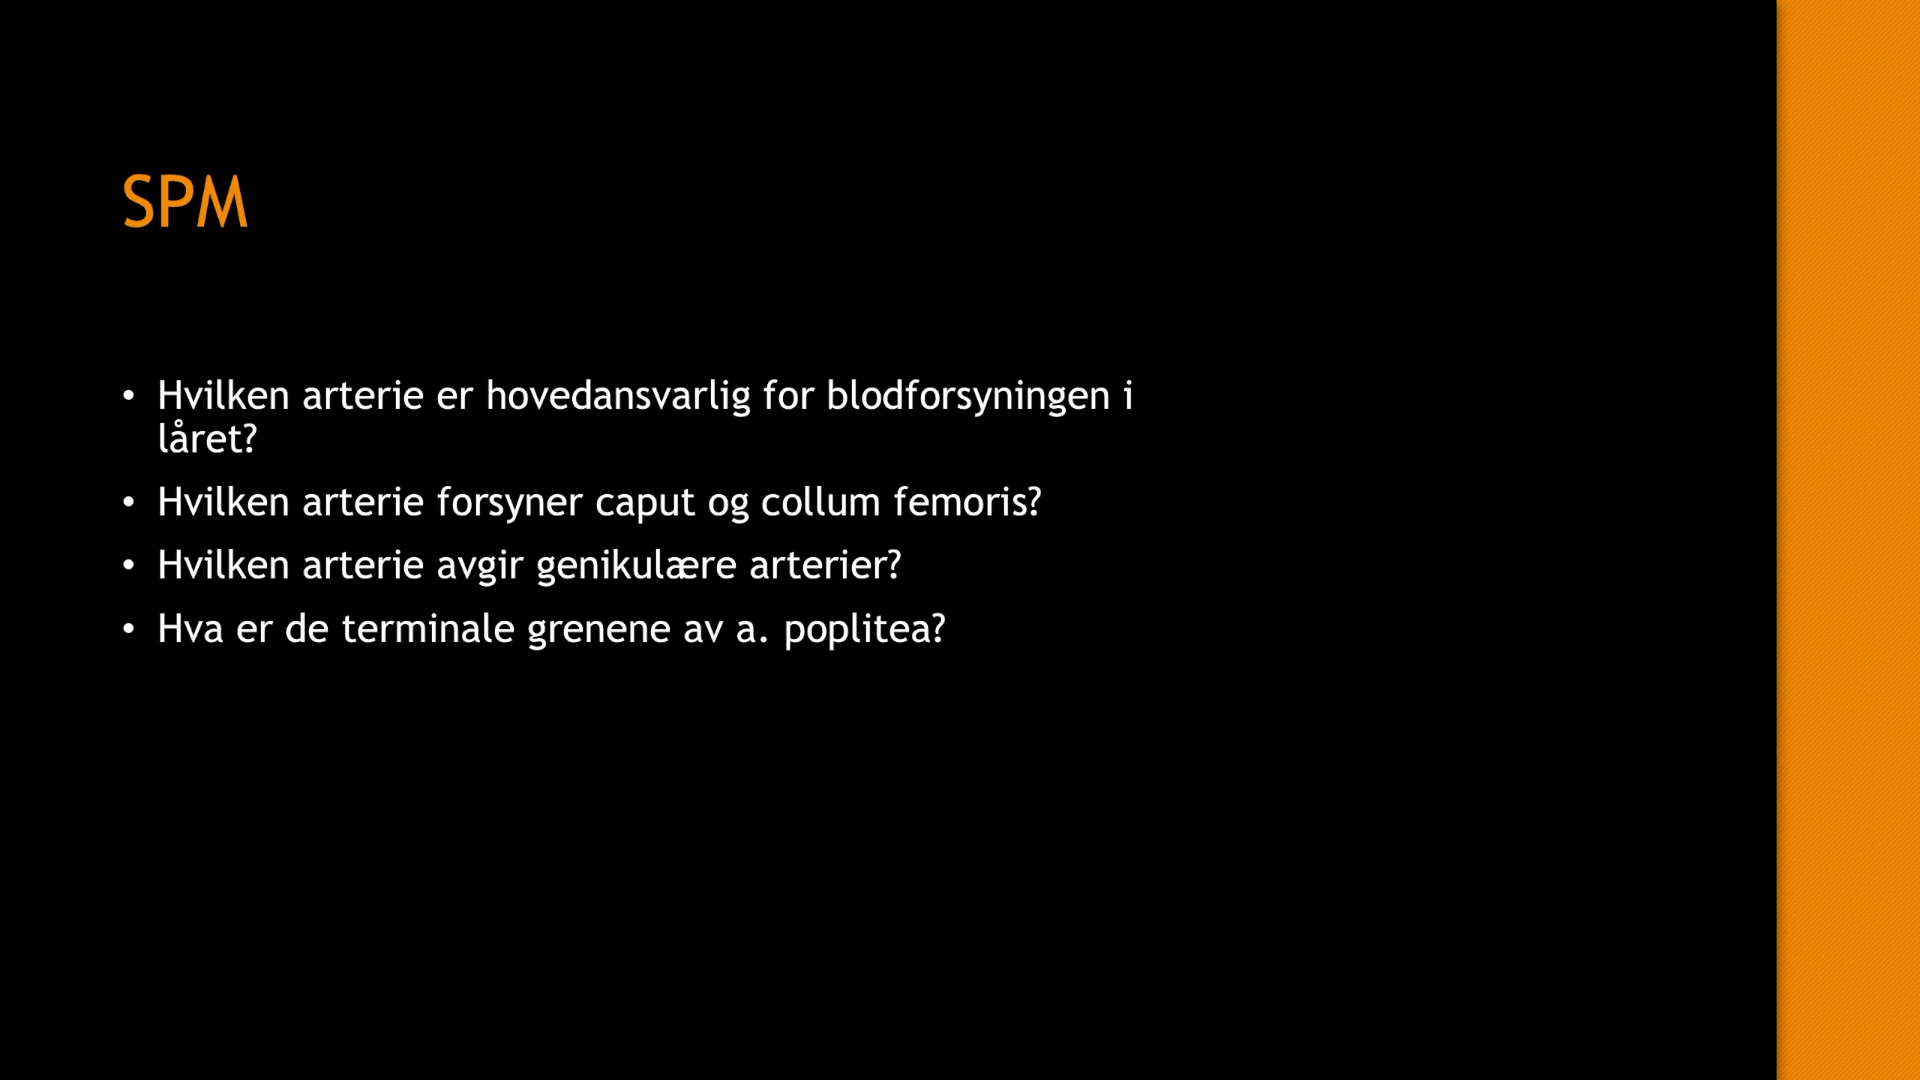 SPM
• Hvilken arterie er hovedansvarlig for blodforsyningen i
låret?
• Hvilken arterie forsyner caput og collum femoris?
• Hvilken arterie avgir genikulære arterier?
• Hva er de terminale grenene av a. poplitea?